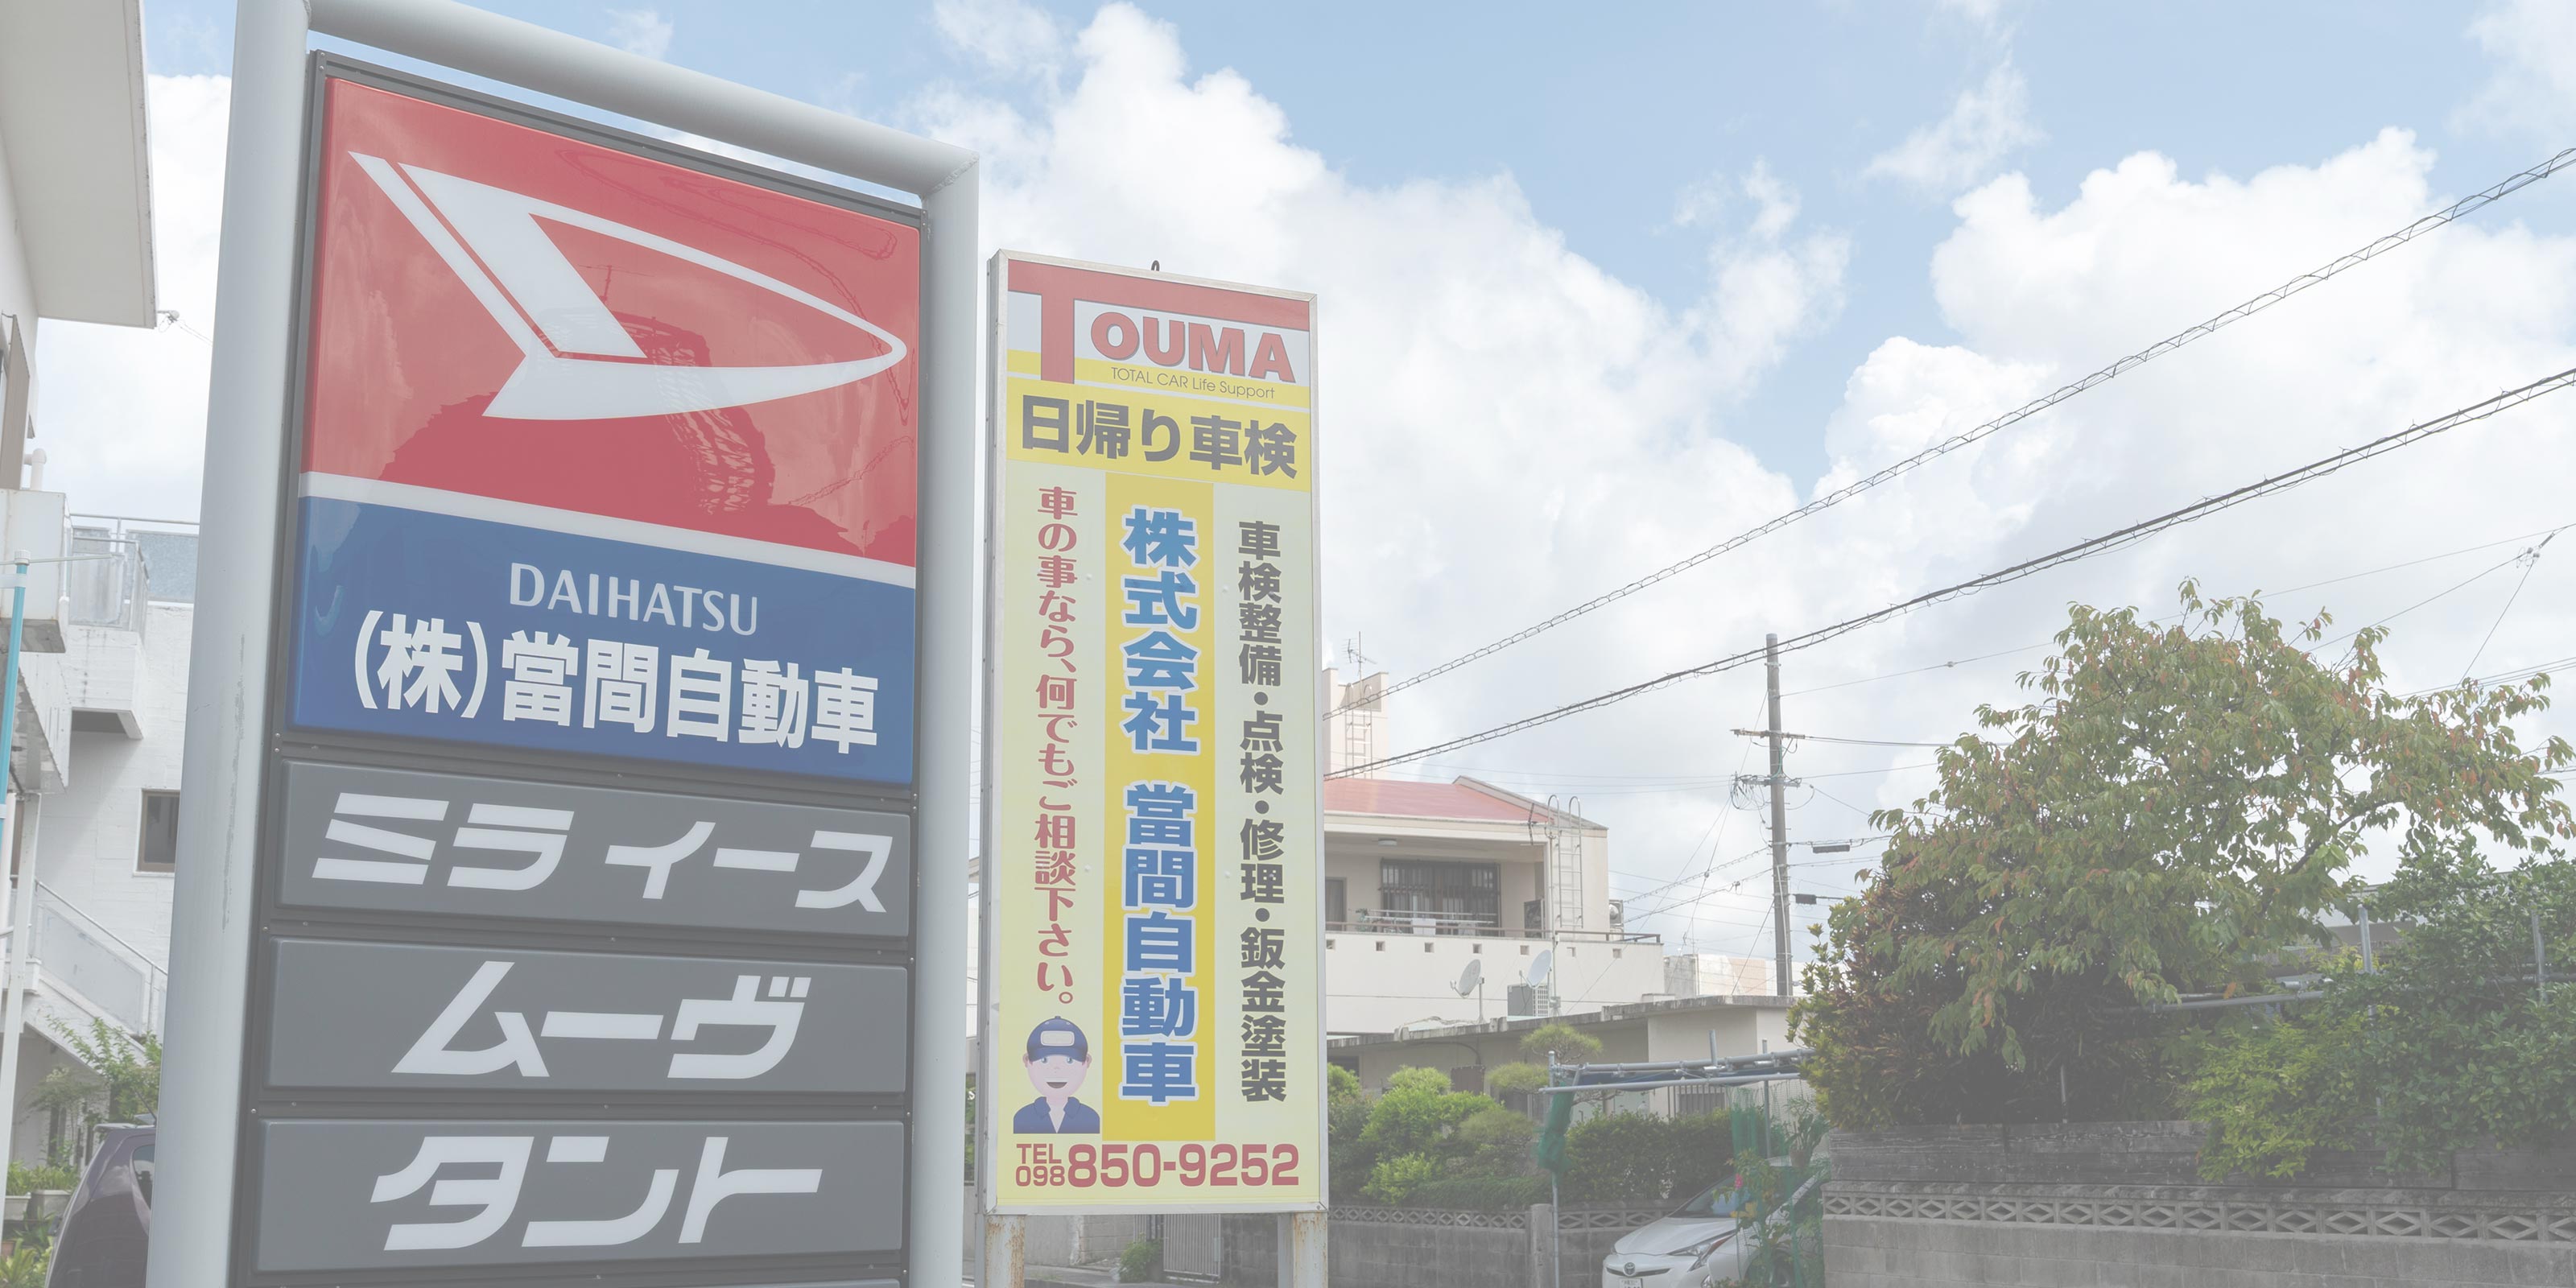 DAIHATSU
(株)當間自動車
ミラ イース
ムーヴ
タント
TOUMA
TOTAL CAR Life Support
日帰り車検
車検整備・点検・修理・鈑金塗装
株式会社 當間自動車
車の事なら、何でもご相談下さい。
TEL
098 850-9252